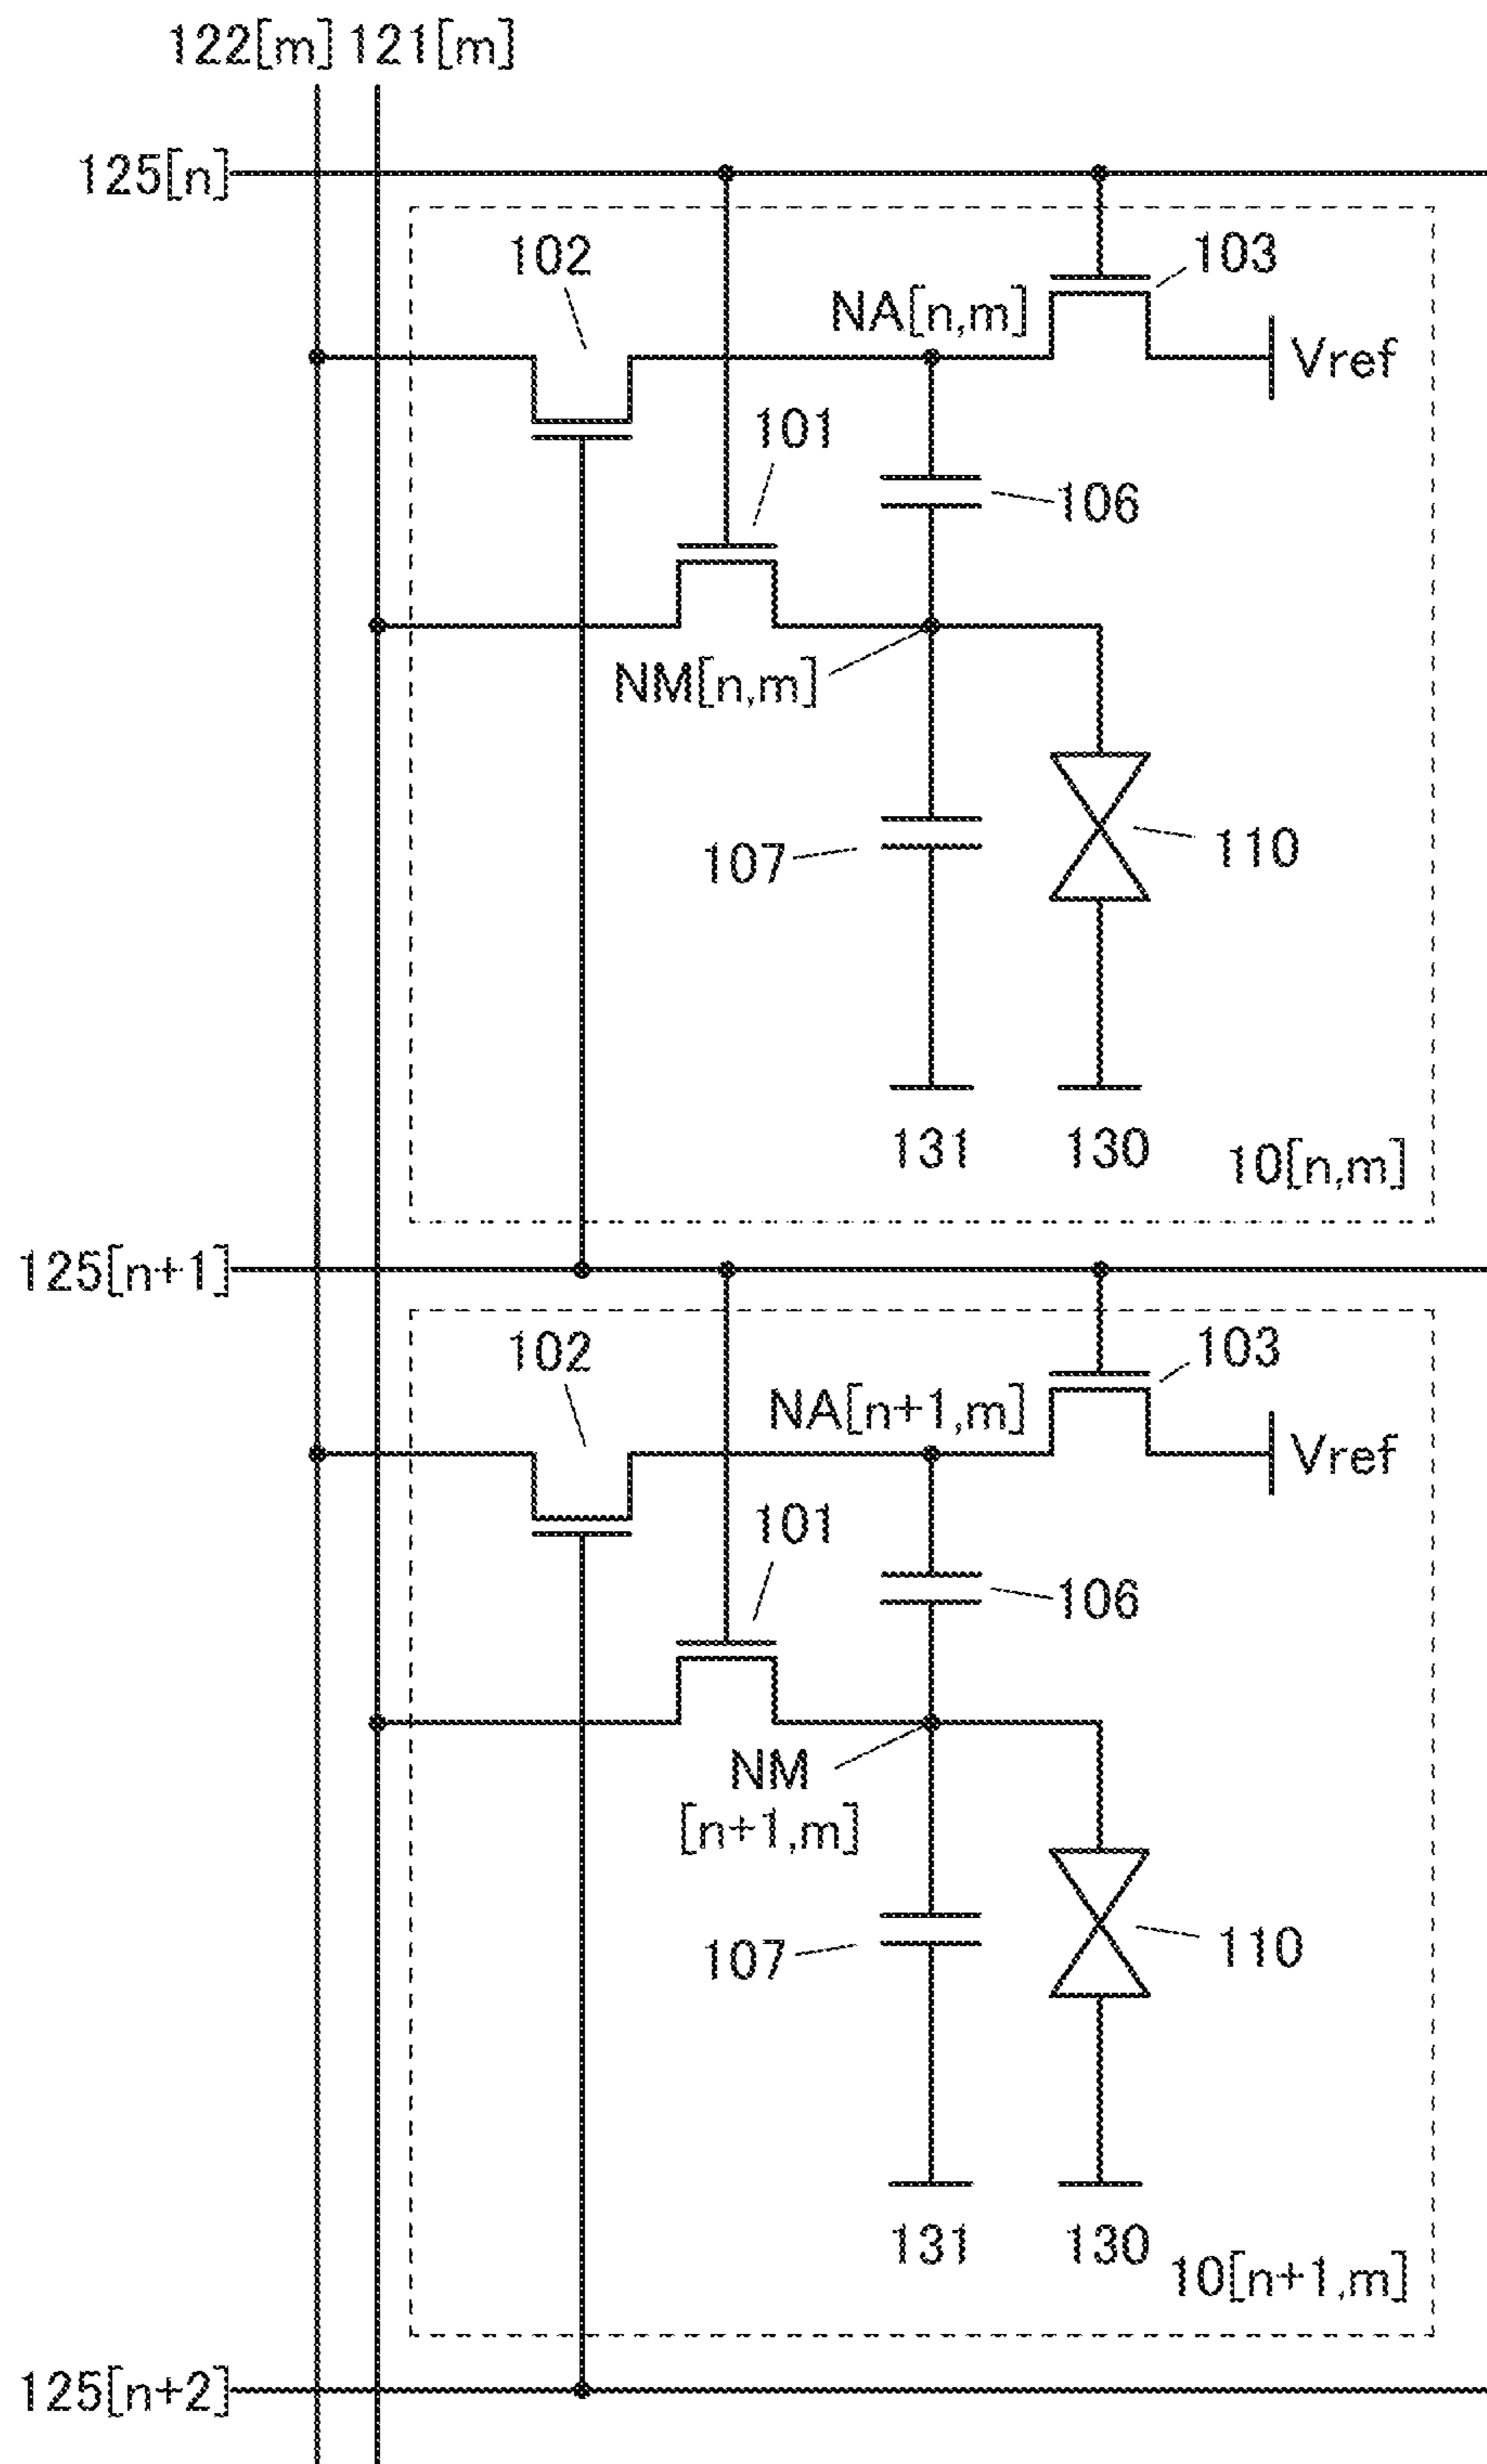 122[m] 121[m]
125[n]
102
103
NA[n,m]
Vref
101
106
NM[n,m]
107
110
131
130
10[n,m]
125[n+1]
102
103
NA[n+1,m]
Vref
101
106
NM
[n+1,m]
107
110
131
130
10[n+1,m]
125[n+2]